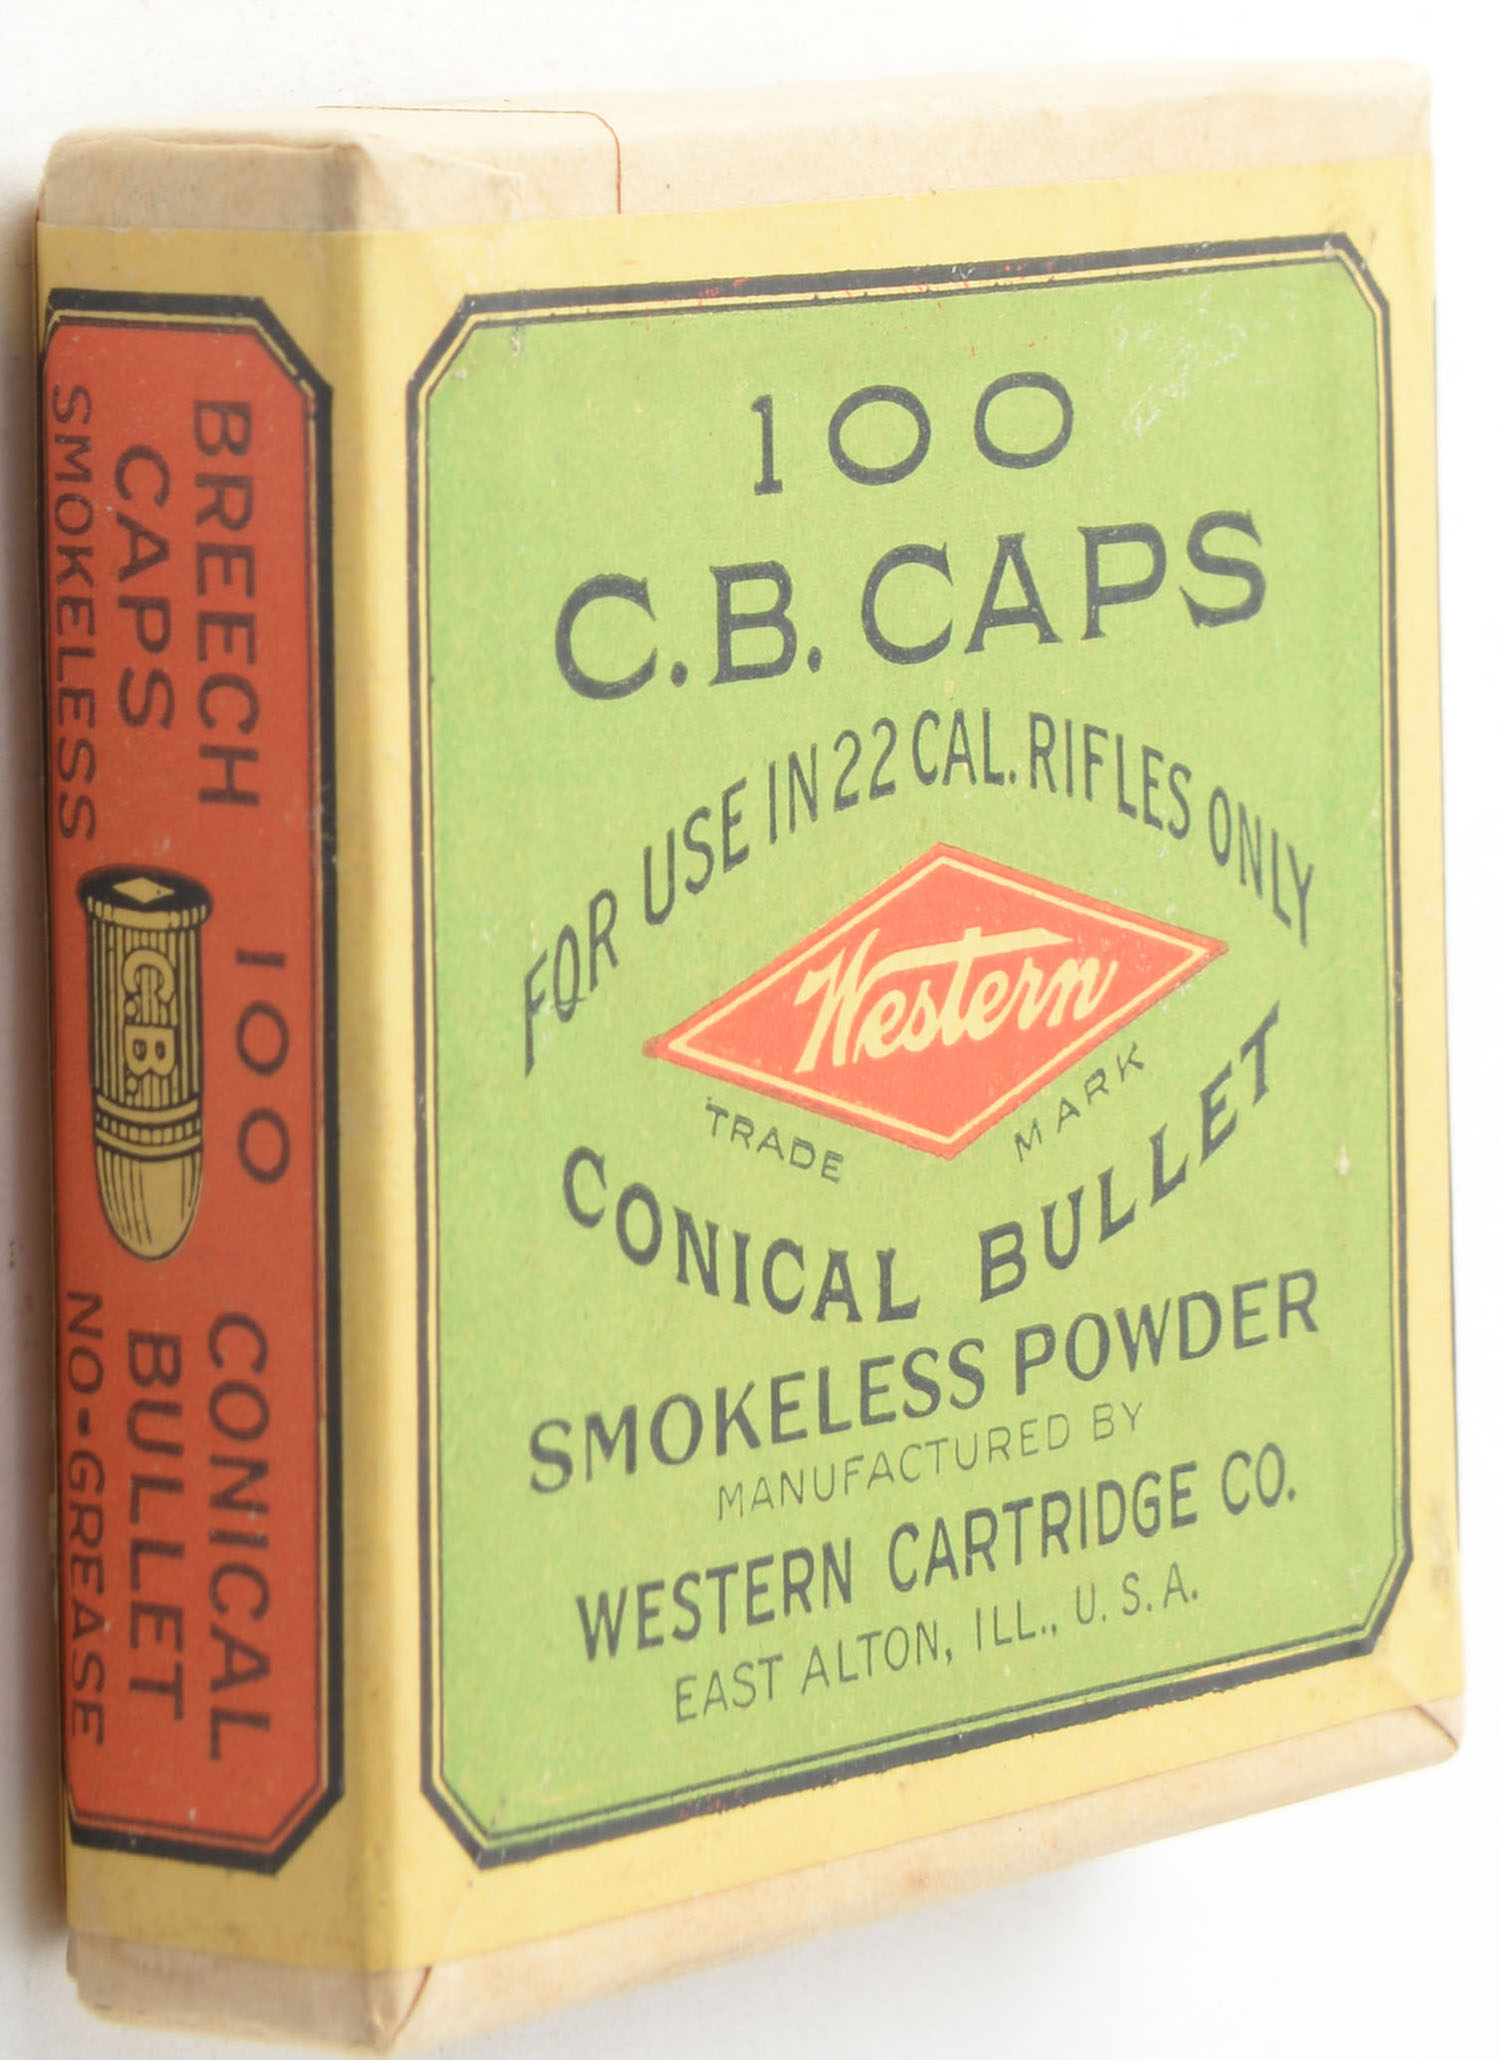 100
C.B. CAPS
FOR USE IN 22 CAL. RIFLES ONLY
Western
TRADE MARK
CONICAL BULLET
SMOKELESS POWDER
MANUFACTURED BY
WESTERN CARTRIDGE CO.
EAST ALTON, ILL., U.S.A.
BREECH 100 CONICAL
CAPS C.B. BULLET
SMOKELESS NO-GREASE